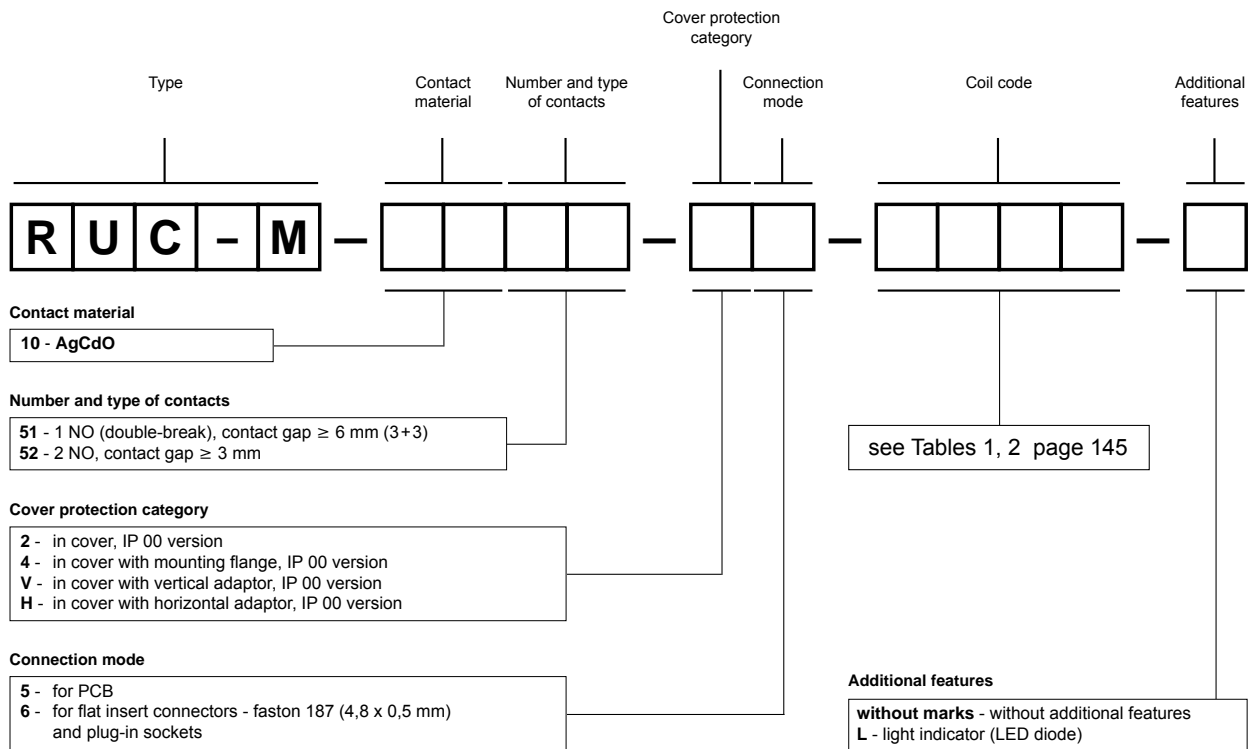 Cover protection
category
Type
Contact
material
Number and type
of contacts
Connection
mode
Coil code
Additional
features
R U C – M – – – –
Contact material
10 - AgCdO
Number and type of contacts
51 - 1 NO (double-break), contact gap ≥ 6 mm (3+3)
52 - 2 NO, contact gap ≥ 3 mm
see Tables 1, 2 page 145
Cover protection category
2 - in cover, IP 00 version
4 - in cover with mounting flange, IP 00 version
V - in cover with vertical adaptor, IP 00 version
H - in cover with horizontal adaptor, IP 00 version
Connection mode
5 - for PCB
6 - for flat insert connectors - faston 187 (4,8 x 0,5 mm)
and plug-in sockets
Additional features
without marks - without additional features
L - light indicator (LED diode)